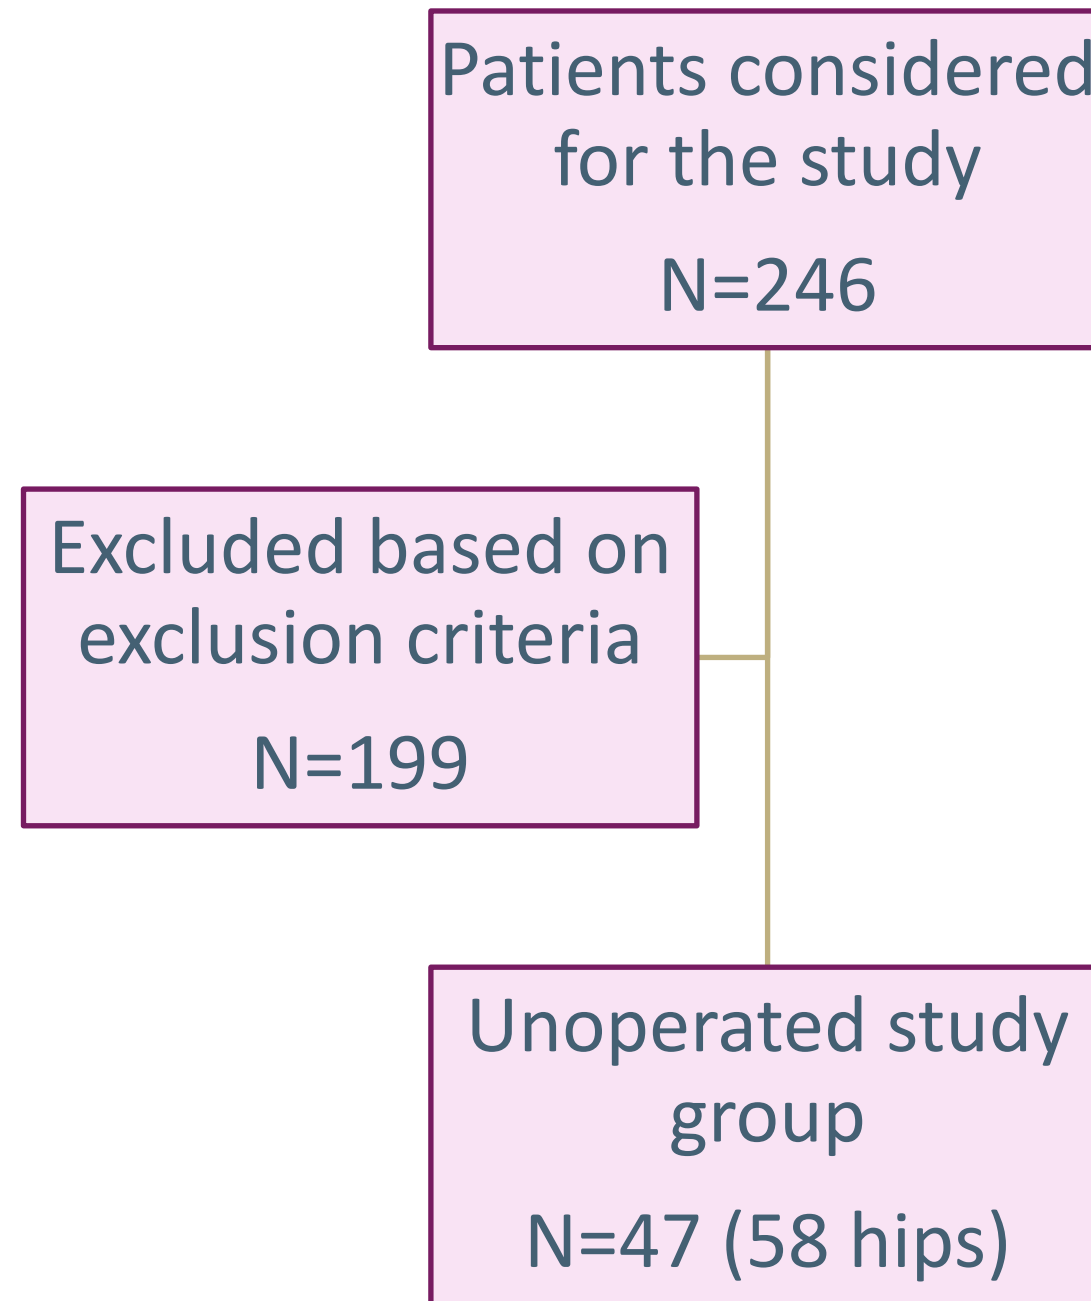 Patients considered
for the study
N=246
Excluded based on
exclusion criteria
N=199
Unoperated study
group
N=47 (58 hips)